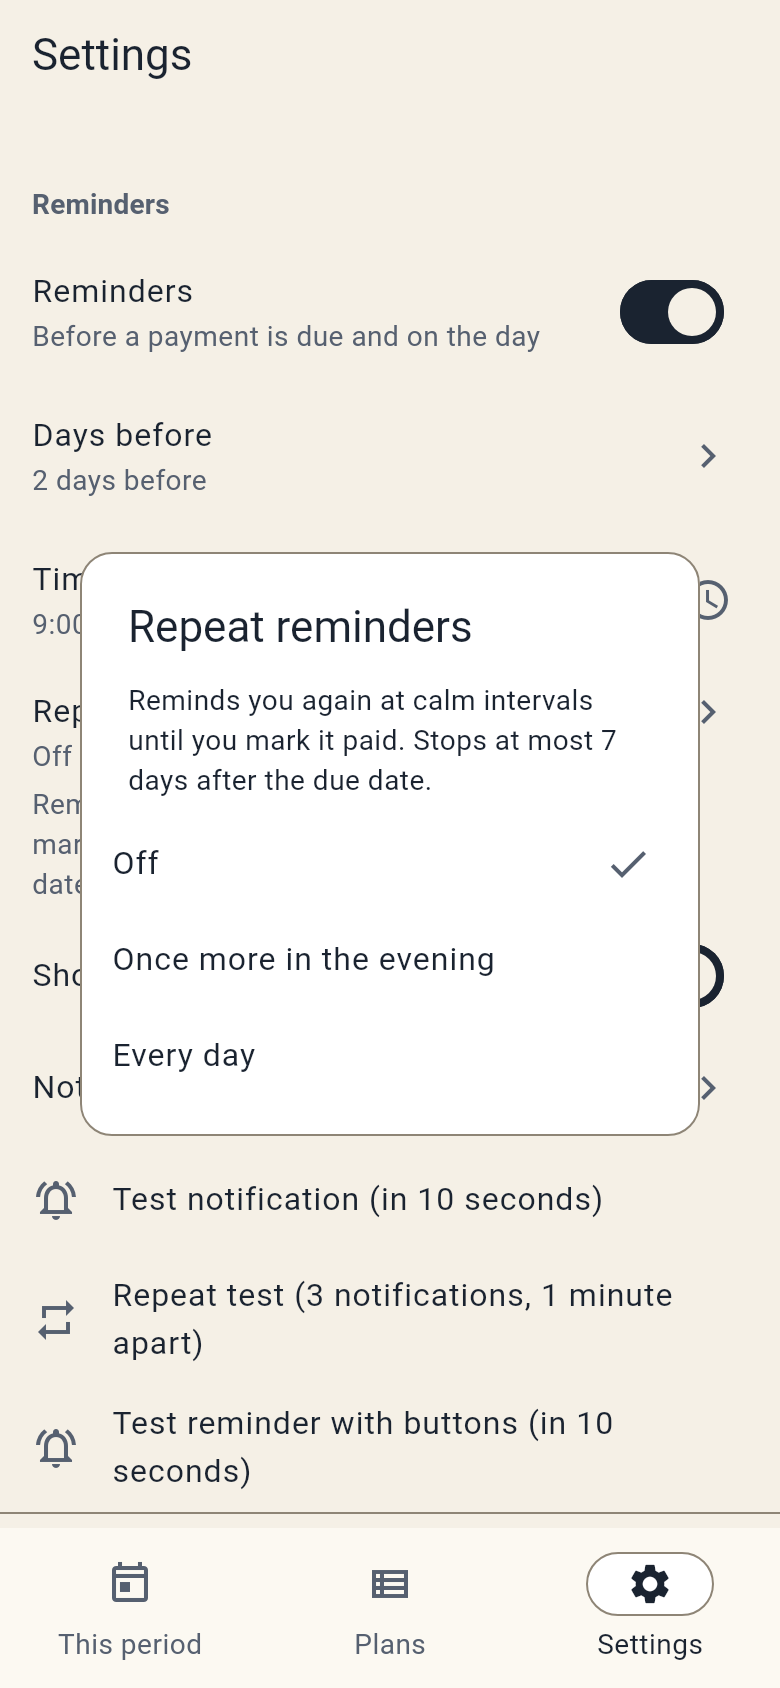 Settings
Reminders
Reminders
Before a payment is due and on the day
Days before
2 days before
Repeat reminders
Reminds you again at calm intervals
until you mark it paid. Stops at most 7
days after the due date.
Off
Off
Once more in the evening
Every day
Test notification (in 10 seconds)
Repeat test (3 notifications, 1 minute
apart)
Test reminder with buttons (in 10
seconds)
This period
Plans
Settings